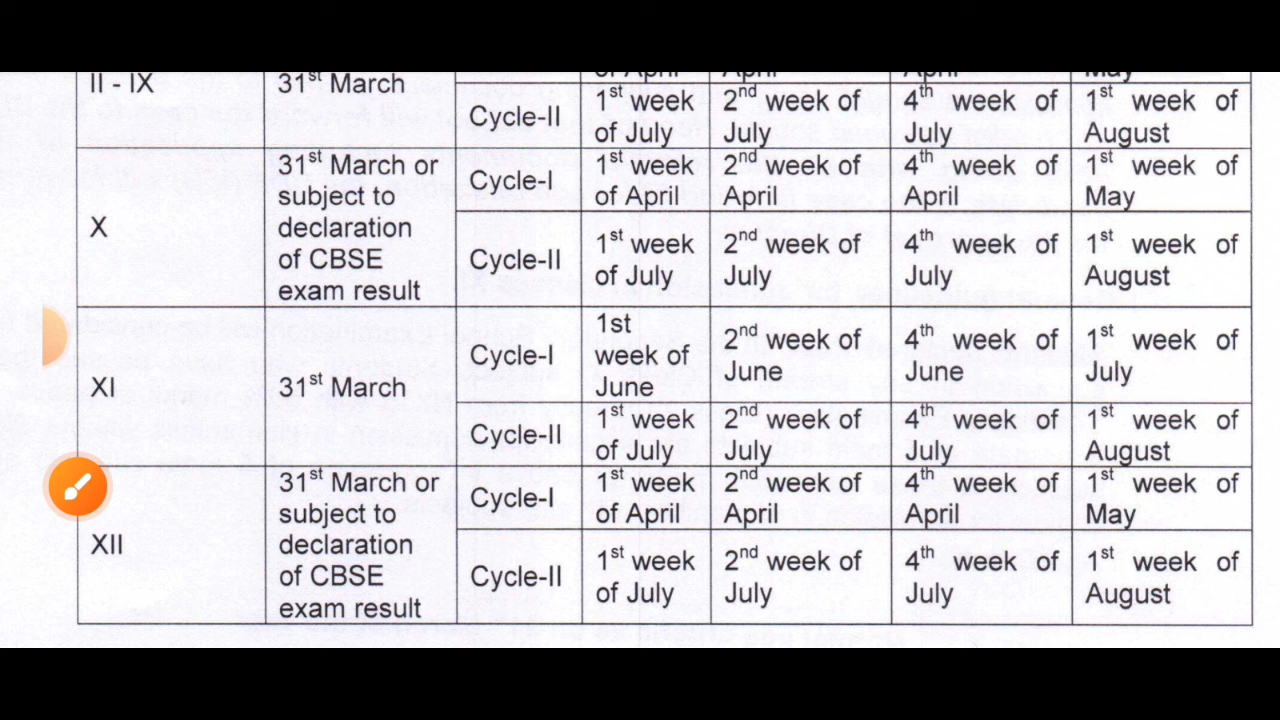 II - IX
31st March
of April
April
April
May
Cycle-II
1st week
of July
2nd week of
July
4th week of
July
1st week of
August
X
31st March or
subject to
declaration
of CBSE
exam result
Cycle-I
1st week
of April
2nd week of
April
4th week of
April
1st week of
May
Cycle-II
1st week
of July
2nd week of
July
4th week of
July
1st week of
August
XI
31st March
Cycle-I
1st
week of
June
2nd week of
June
4th week of
June
1st week of
July
Cycle-II
1st week
of July
2nd week of
July
4th week of
July
1st week of
August
XII
31st March or
subject to
declaration
of CBSE
exam result
Cycle-I
1st week
of April
2nd week of
April
4th week of
April
1st week of
May
Cycle-II
1st week
of July
2nd week of
July
4th week of
July
1st week of
August